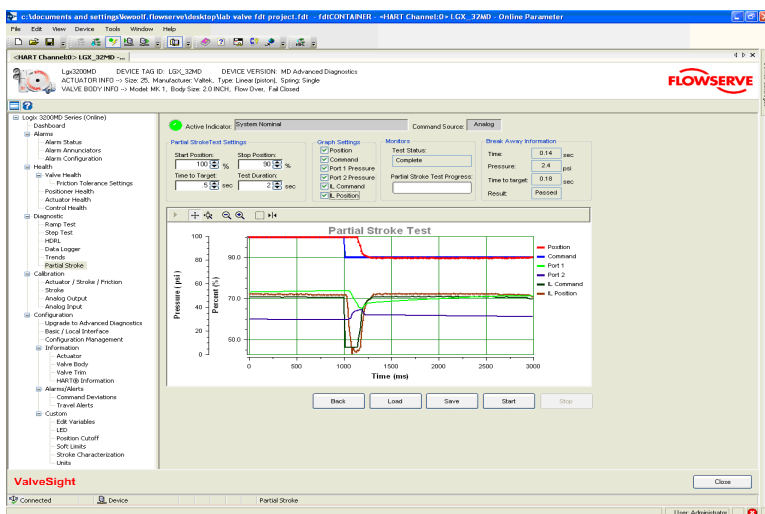 c:\documents and settings\kwoolf.flowserve\desktop\lab valve fdt project.fdt - fdtCONTAINER - <HART Channel:0> LGX_32MD - Online Parameter
File Edit View Device Tools Window Help
<HART Channel:0> LGX_32MD -...
Lgx3200MD DEVICE TAG ID: LGX_32MD DEVICE VERSION: MD Advanced Diagnostics
ACTUATOR INFO -> Size: 25, Manufacturer: Valtek, Type: Linear (piston), Spring: Single
VALVE BODY INFO -> Model: MK 1, Body Size: 2.0 INCH, Flow Over, Fail Closed
FLOWSERVE
Logix 3200MD Series (Online)
Dashboard
Alarms
Alarm Status
Alarm Annunciators
Alarm Configuration
Health
Valve Health
Friction Tolerance Settings
Positioner Health
Actuator Health
Control Health
Diagnostic
Ramp Test
Step Test
HDRL
Data Logger
Trends
Partial Stroke
Calibration
Actuator / Stroke / Friction
Stroke
Analog Output
Analog Input
Configuration
Upgrade to Advanced Diagnostics
Basic / Local Interface
Configuration Management
Information
Actuator
Valve Body
Valve Trim
HART® Information
Alarms/Alerts
Command Deviations
Travel Alerts
Custom
Edit Variables
LED
Position Cutoff
Soft Limits
Stroke Characterization
Units
Active Indicator: System Nominal Command Source: Analog
Partial StrokeTest Settings
Start Position: Stop Position:
100 % 90 %
Time to Target: Test Duration:
.5 sec 2 sec
Graph Settings
Position
Command
Port 1 Pressure
Port 2 Pressure
IL Command
IL Position
Monitors
Test Status:
Complete
Partial Stroke Test Progress:
Break Away Information
Time: 0.14 sec
Pressure: 2.4 psi
Time to target: 0.18 sec
Result: Passed
Partial Stroke Test
Pressure ( psi )
100
80
60
40
20
0
Percent (%)
90.0
70.0
50.0
0 500 1000 1500 2000 2500 3000
Time (ms)
Position
Command
Port 1
Port 2
IL Command
IL Position
Back Load Save Start Stop
ValveSight
Close
Connected Device Partial Stroke
User: Administrator